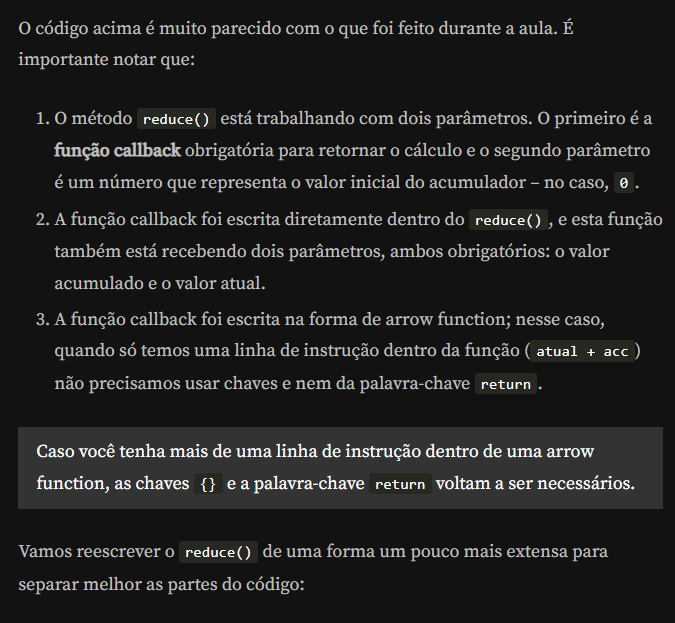 O código acima é muito parecido com o que foi feito durante a aula. É
importante notar que:
1. O método reduce() está trabalhando com dois parâmetros. O primeiro é a
função callback obrigatória para retornar o cálculo e o segundo parâmetro
é um número que representa o valor inicial do acumulador – no caso, 0 .
2. A função callback foi escrita diretamente dentro do reduce() , e esta função
também está recebendo dois parâmetros, ambos obrigatórios: o valor
acumulado e o valor atual.
3. A função callback foi escrita na forma de arrow function; nesse caso,
quando só temos uma linha de instrução dentro da função ( atual + acc )
não precisamos usar chaves e nem da palavra-chave return .
Caso você tenha mais de uma linha de instrução dentro de uma arrow
function, as chaves {} e a palavra-chave return voltam a ser necessários.
Vamos reescrever o reduce() de uma forma um pouco mais extensa para
separar melhor as partes do código: